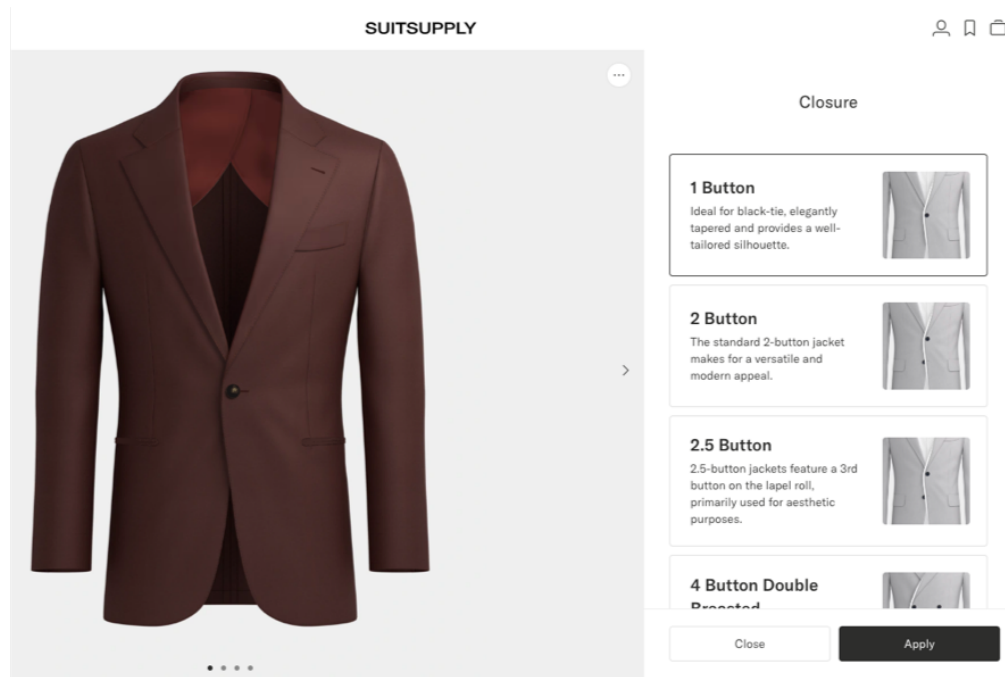 SUITSUPPLY
Closure
1 Button
Ideal for black-tie, elegantly
tapered and provides a well-
tailored silhouette.
2 Button
The standard 2-button jacket
makes for a versatile and
modern appeal.
2.5 Button
2.5-button jackets feature a 3rd
button on the lapel roll,
primarily used for aesthetic
purposes.
4 Button Double
Breasted
Close
Apply